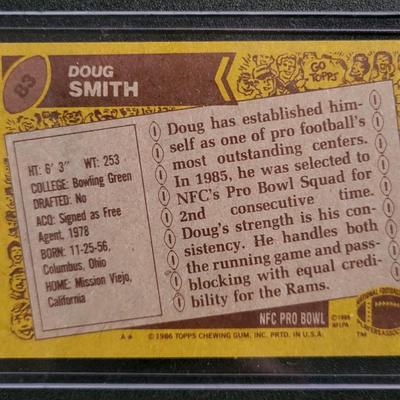 83
DOUG
SMITH
GO
TOPPS
HT: 6' 3" WT: 253
COLLEGE: Bowling Green
DRAFTED: No
ACQ: Signed as Free
Agent, 1978
BORN: 11-25-56,
Columbus, Ohio
HOME: Mission Viejo,
California
Doug has established him-
self as one of pro football's
most outstanding centers.
In 1985, he was selected to
NFC's Pro Bowl Squad for
2nd consecutive time.
Doug's strength is his con-
sistency. He handles both
the running game and pass-
blocking with equal credi-
bility for the Rams.
NFC PRO BOWL
A★ © 1986 TOPPS CHEWING GUM, INC. PRTD. IN U.S.A.
© 1986
NFLPA
TM